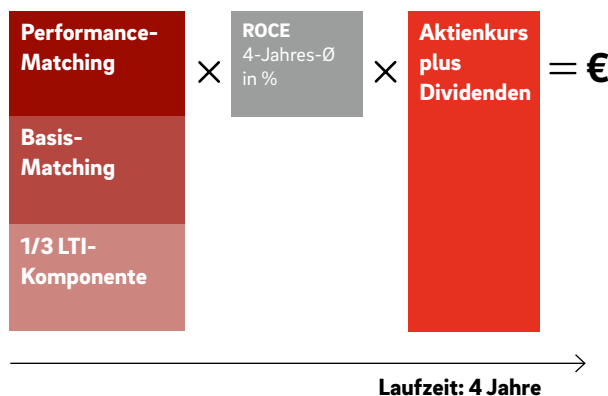 Performance-
Matching
Basis-
Matching
1/3 LTI-
Komponente
×
ROCE
4-Jahres-Ø
in %
×
Aktienkurs
plus
Dividenden
= €
Laufzeit: 4 Jahre